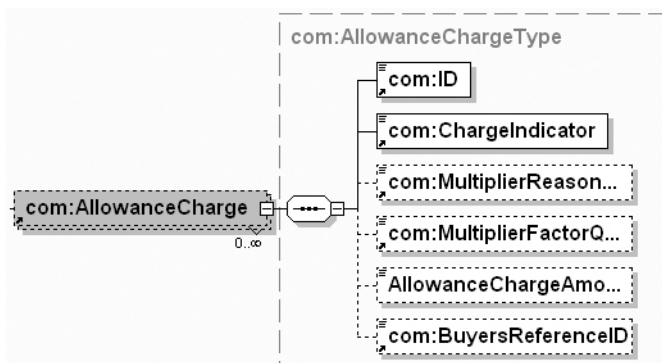 com:AllowanceChargeType
com:ID
com:ChargeIndicator
com:MultiplierReason...
com:AllowanceCharge
com:MultiplierFactorQ...
0..∞
AllowanceChargeAmo...
com:BuyersReferenceID